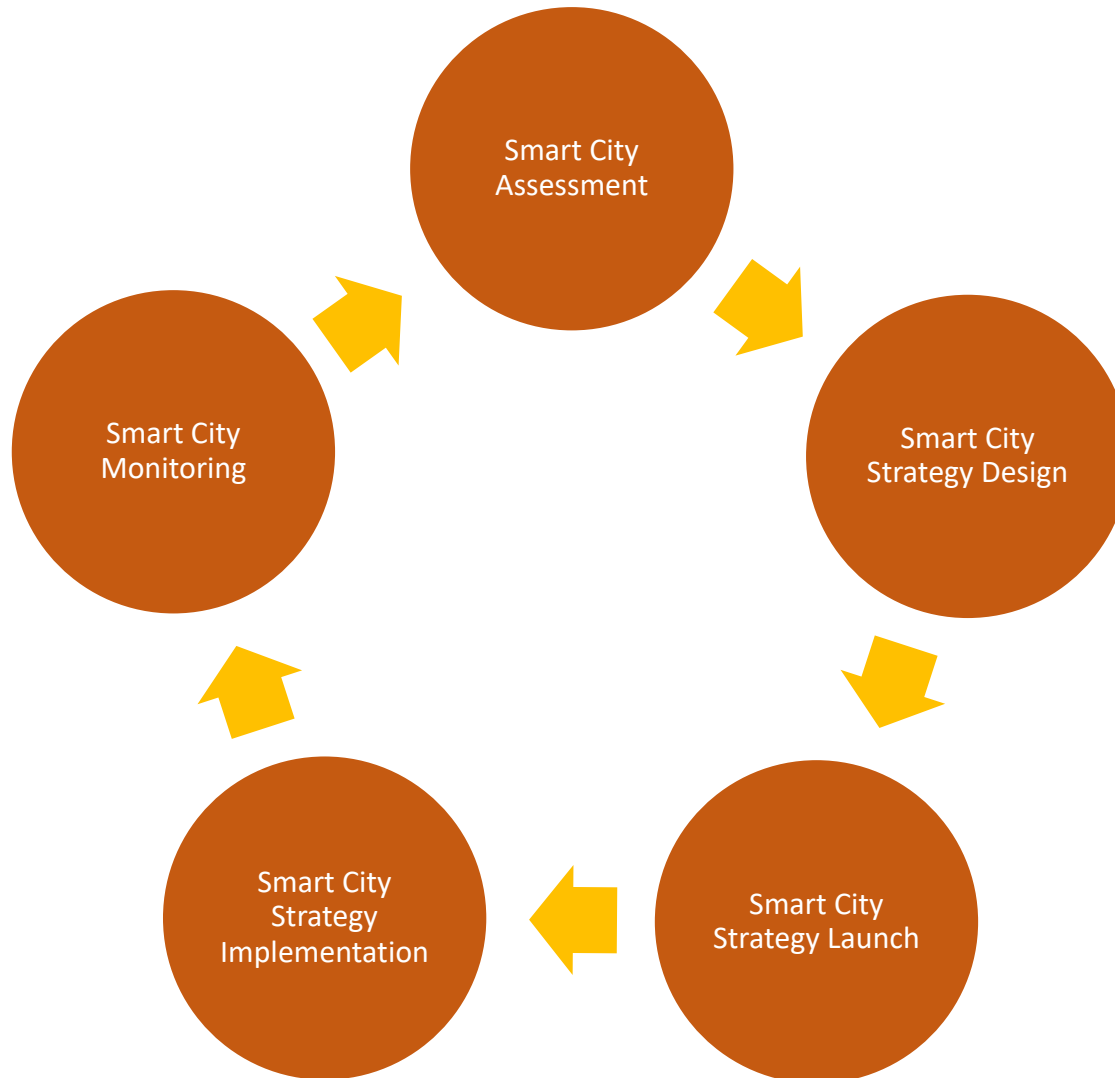 Smart City
Assessment
Smart City
Strategy Design
Smart City
Strategy Launch
Smart City
Strategy
Implementation
Smart City
Monitoring